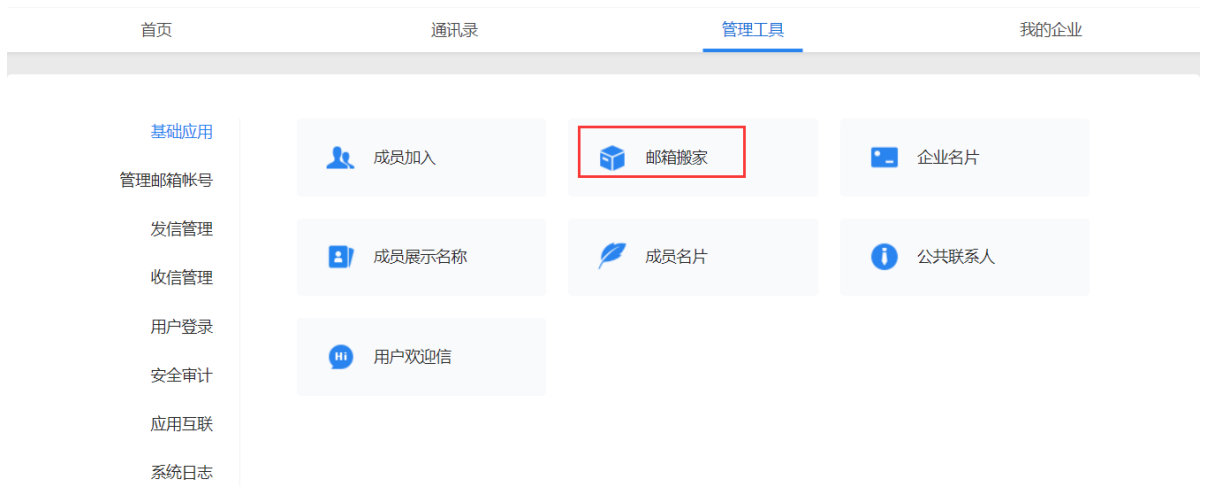 首页 通讯录 管理工具 我的企业
基础应用
管理邮箱帐号
发信管理
收信管理
用户登录
安全审计
应用互联
系统日志
成员加入 邮箱搬家 企业名片
成员展示名称 成员名片 公共联系人
Hi 用户欢迎信